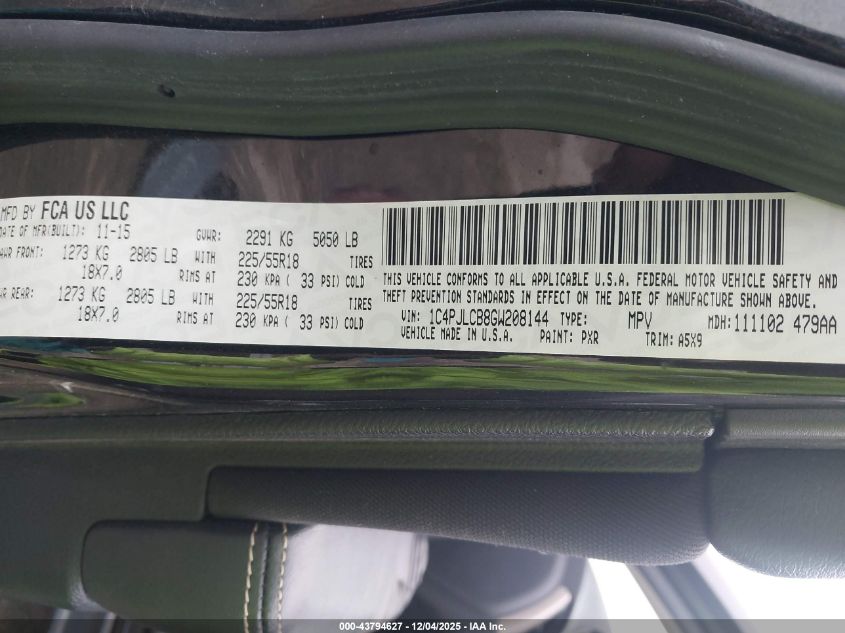 MFD BY FCA US LLC
DATE OF MFR(BUILT): 11-15 GVWR: 2291 KG 5050 LB
GAWR FRONT: 1273 KG 2805 LB WITH 225/55R18 TIRES
18X7.0 RIMS AT 230 KPA ( 33 PSI) COLD
GAWR REAR: 1273 KG 2805 LB WITH 225/55R18 TIRES
18X7.0 RIMS AT 230 KPA ( 33 PSI) COLD
THIS VEHICLE CONFORMS TO ALL APPLICABLE U.S.A. FEDERAL MOTOR VEHICLE SAFETY AND
THEFT PREVENTION STANDARDS IN EFFECT ON THE DATE OF MANUFACTURE SHOWN ABOVE.
VIN: 1C4PJLCB8GW208144 TYPE: MPV MDH: 111102 479AA
VEHICLE MADE IN U.S.A. PAINT: PXR TRIM: A5X9
000-43794627 - 12/04/2025 - IAA Inc.